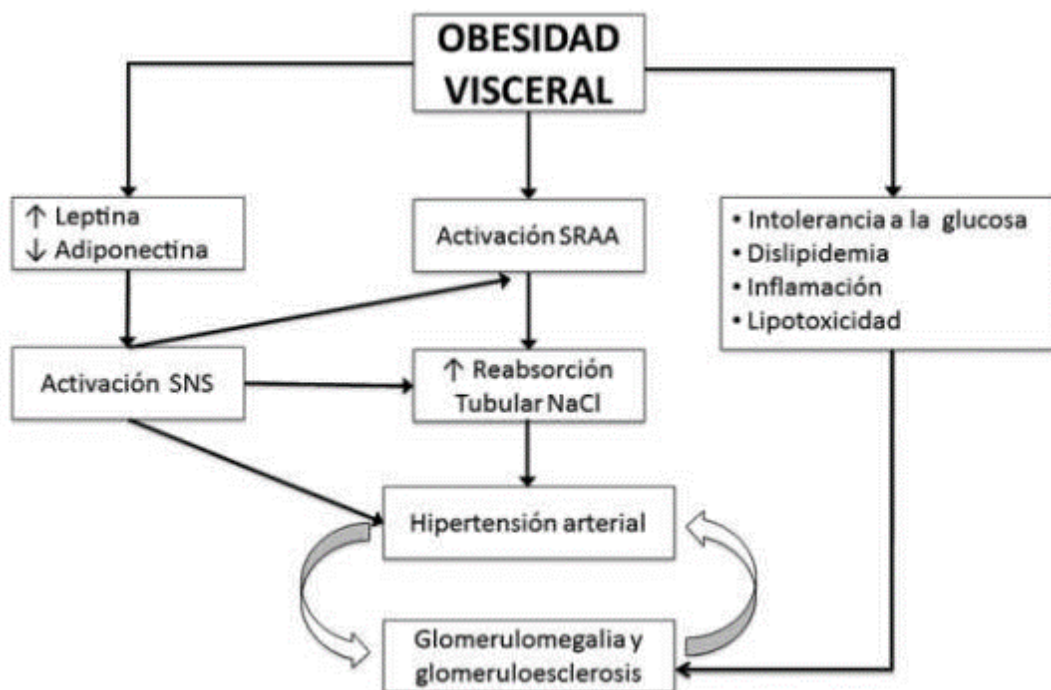 OBESIDAD
VISCERAL
↑ Leptina
↓ Adiponectina
Activación SRAA
• Intolerancia a la glucosa
• Dislipidemia
• Inflamación
• Lipotoxicidad
Activación SNS
↑ Reabsorción
Tubular NaCl
Hipertensión arterial
Glomerulomegalia y
glomeruloesclerosis